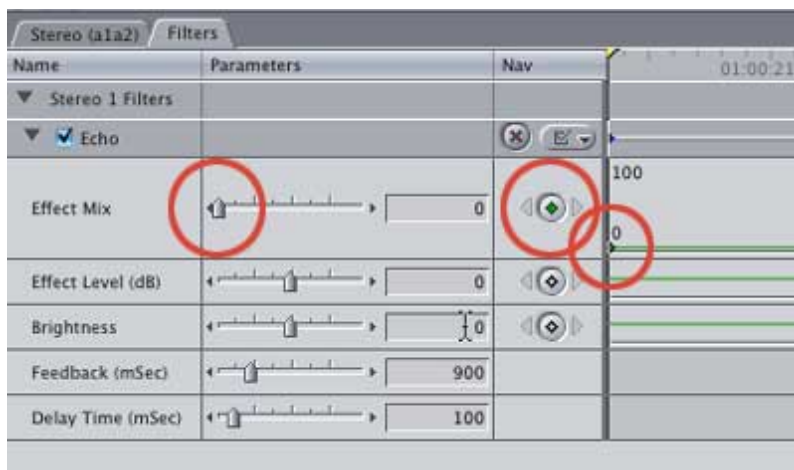 Stereo (a1a2) Filters
Name Parameters Nav 01:00:21
Stereo 1 Filters
Echo
100
Effect Mix 0
0
Effect Level (dB) 0
Brightness 0
Feedback (mSec) 900
Delay Time (mSec) 100